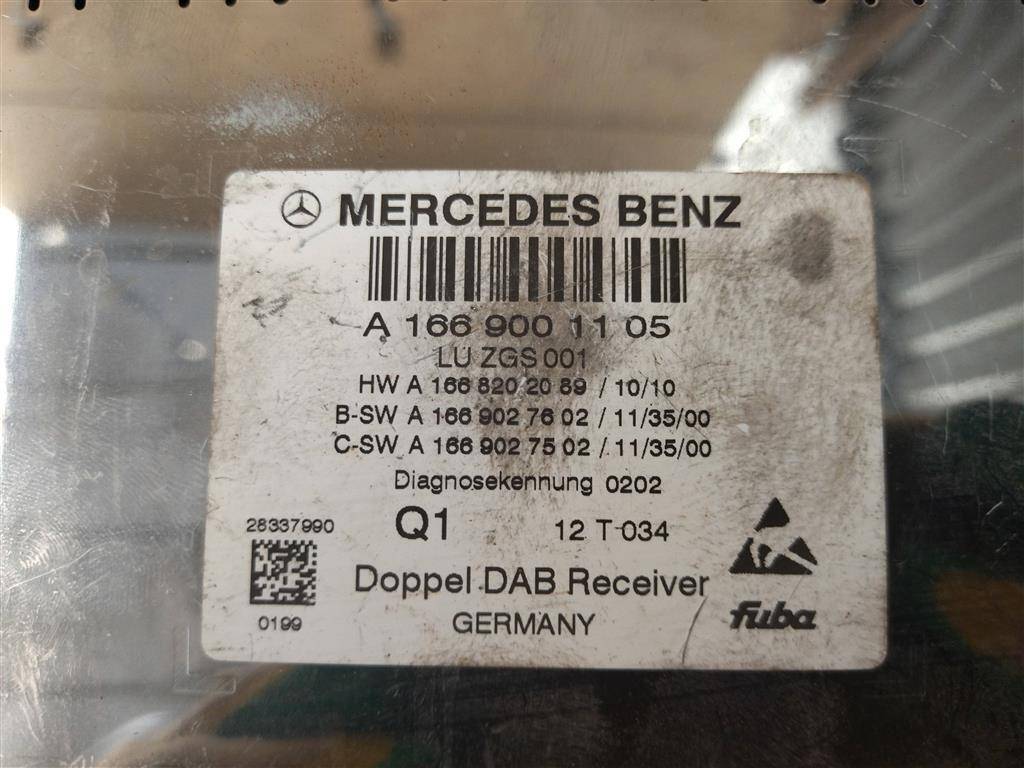 MERCEDES BENZ
A 166 900 11 05
LU ZGS 001
HW A 166 820 20 89 / 10/10
B-SW A 166 902 76 02 / 11/35/00
C-SW A 166 902 75 02 / 11/35/00
Diagnosekennung 0202
28337990
Q1 12 T 034
Doppel DAB Receiver
0199
GERMANY
fuba